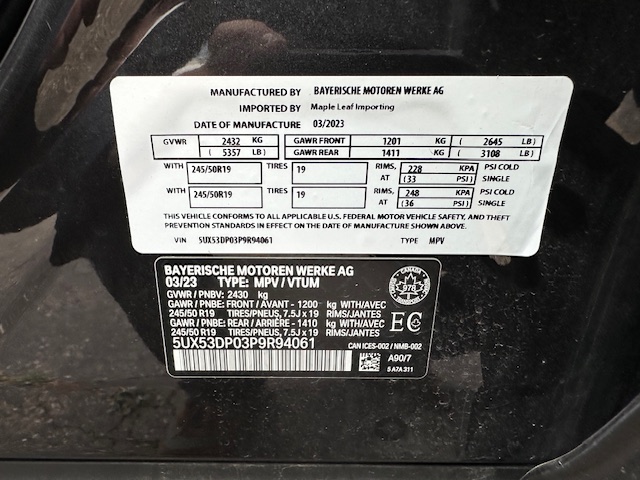 MANUFACTURED BY BAYERISCHE MOTOREN WERKE AG
IMPORTED BY Maple Leaf Importing
DATE OF MANUFACTURE 03/2023
GVWR 2432 KG GAWR FRONT 1201 KG ( 2645 LB )
( 5357 LB ) GAWR REAR 1411 KG ( 3108 LB )
WITH 245/50R19 TIRES 19 RIMS, 228 KPA PSI COLD
AT (33 PSI ) SINGLE
WITH 245/50R19 TIRES 19 RIMS, 248 KPA PSI COLD
AT (36 PSI ) SINGLE
THIS VEHICLE CONFORMS TO ALL APPLICABLE U.S. FEDERAL MOTOR VEHICLE SAFETY, AND THEFT
PREVENTION STANDARDS IN EFFECT ON THE DATE OF MANUFACTURE SHOWN ABOVE.
VIN 5UX53DP03P9R94061 TYPE MPV
BAYERISCHE MOTOREN WERKE AG
03/23 TYPE: MPV / VTUM
GVWR / PNBV: 2430 kg
GAWR / PNBE: FRONT / AVANT - 1200 kg WITH/AVEC
245/50 R19 TIRES/PNEUS, 7.5J x 19 RIMS/JANTES
GAWR / PNBE: REAR / ARRIÈRE - 1410 kg WITH/AVEC
245/50 R19 TIRES/PNEUS, 7.5J x 19 RIMS/JANTES
5UX53DP03P9R94061
CANADA
978
EC
CAN ICES-002 / NMB-002
A90/7
5 A7A 311